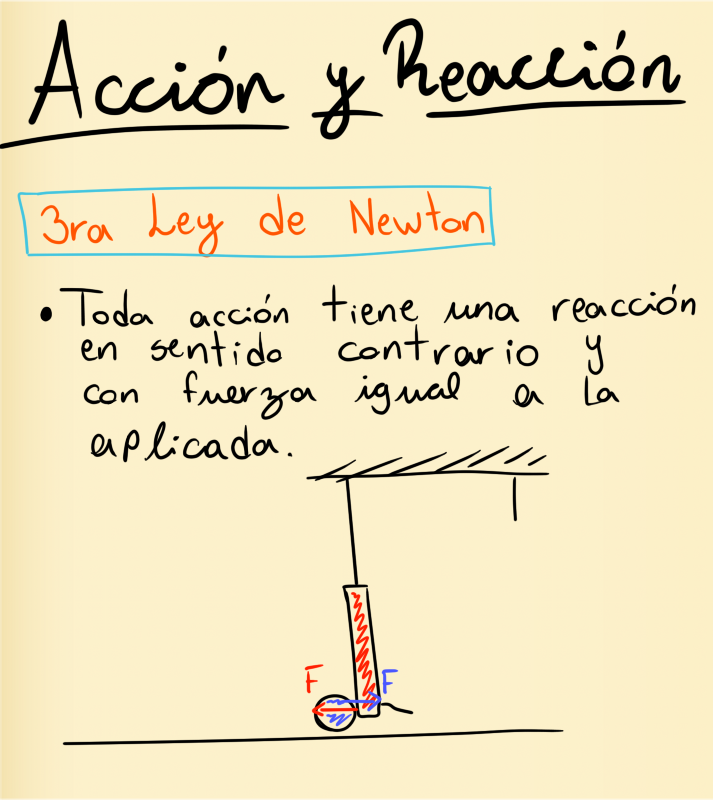 Acción y Reacción
3ra Ley de Newton
• Toda acción tiene una reacción
en sentido contrario y
con fuerza igual a la
aplicada.
F F